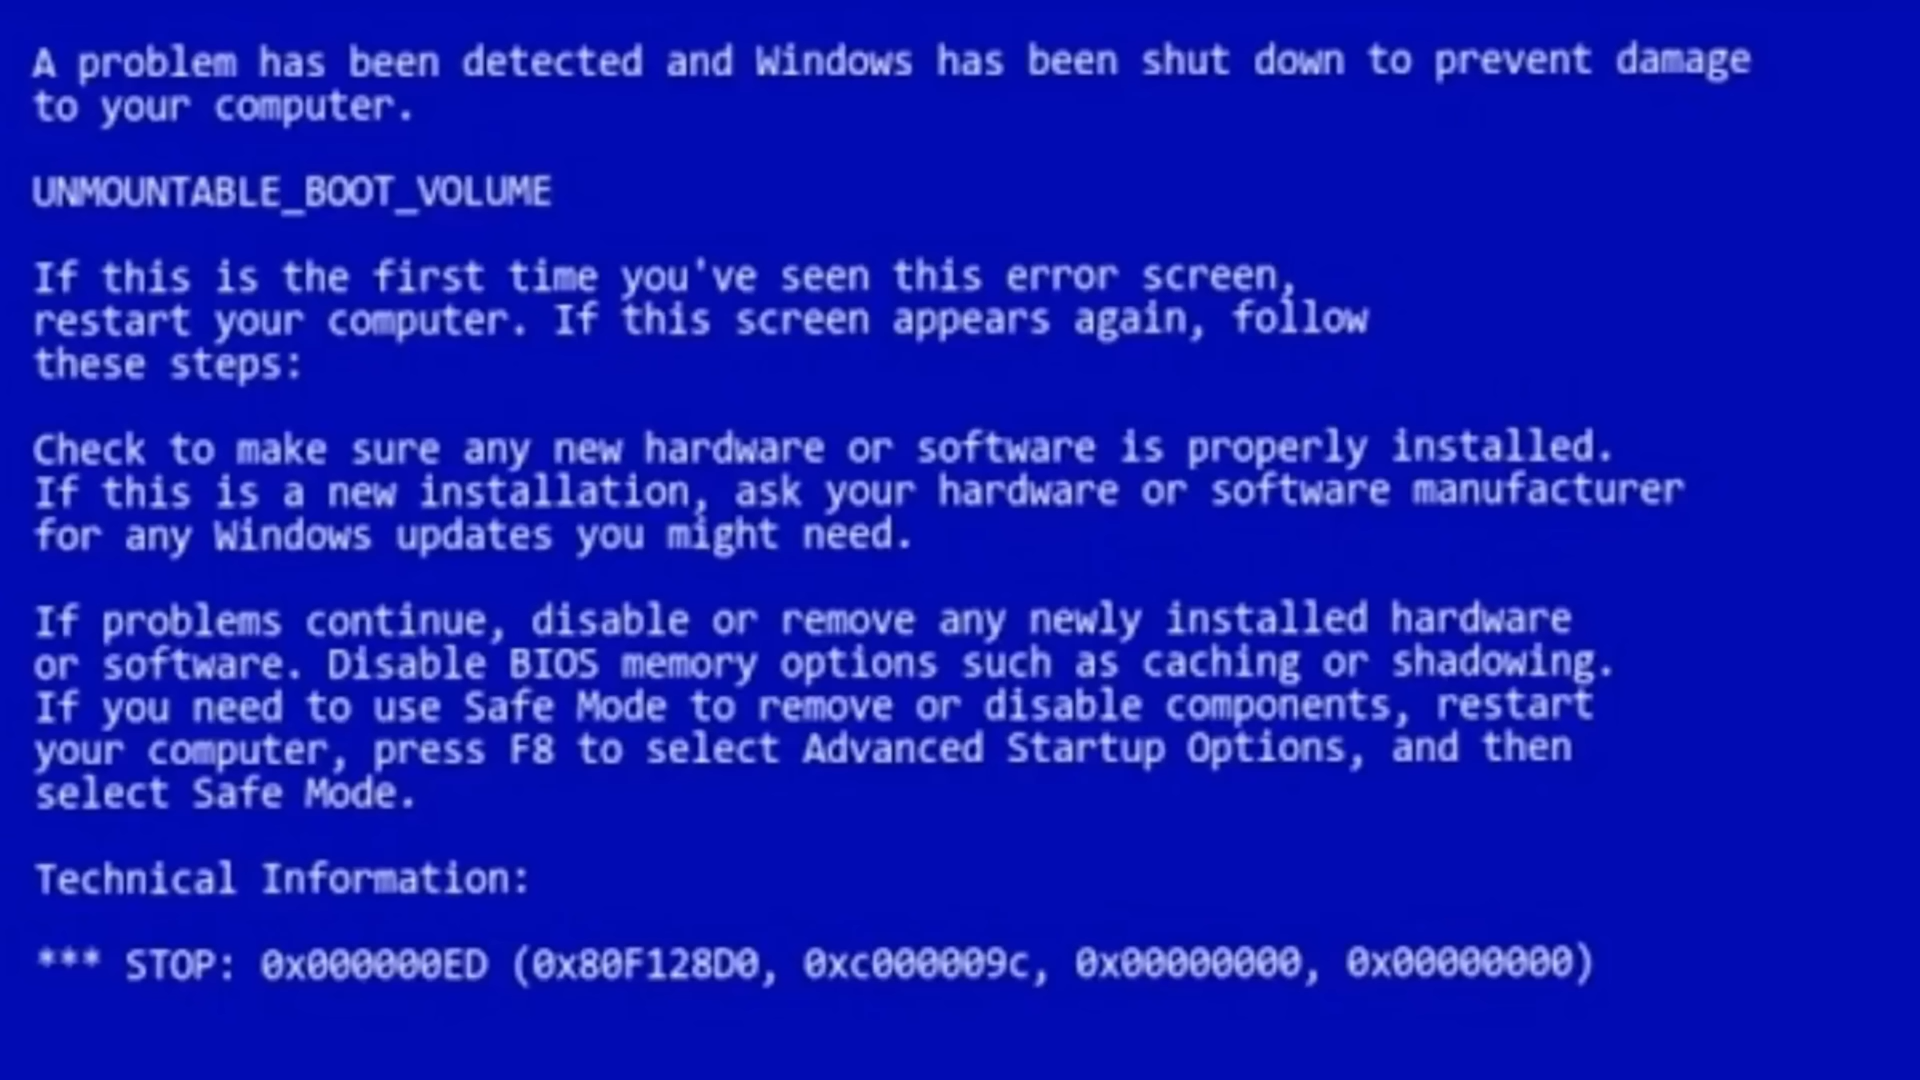 A problem has been detected and Windows has been shut down to prevent damage
to your computer.
UNMOUNTABLE_BOOT_VOLUME
If this is the first time you've seen this error screen,
restart your computer. If this screen appears again, follow
these steps:
Check to make sure any new hardware or software is properly installed.
If this is a new installation, ask your hardware or software manufacturer
for any Windows updates you might need.
If problems continue, disable or remove any newly installed hardware
or software. Disable BIOS memory options such as caching or shadowing.
If you need to use Safe Mode to remove or disable components, restart
your computer, press F8 to select Advanced Startup Options, and then
select Safe Mode.
Technical Information:
*** STOP: 0x000000ED (0x80F128D0, 0xc000009c, 0x00000000, 0x00000000)